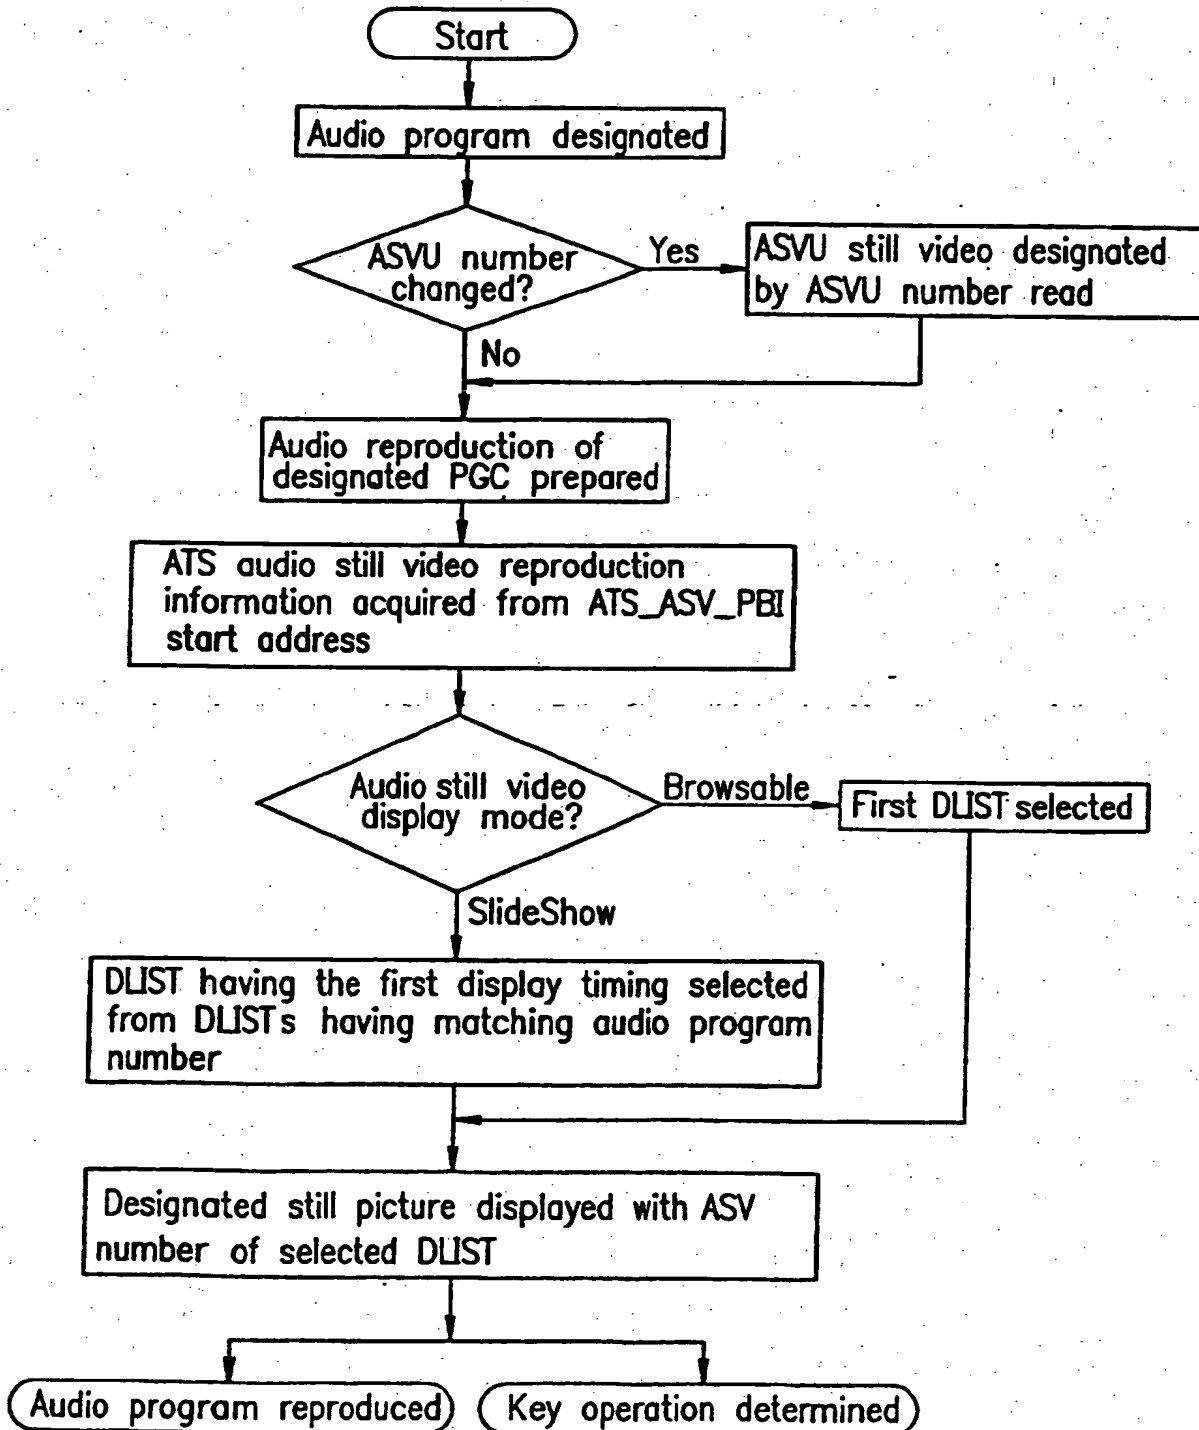 Start
Audio program designated
ASVU number
changed?
Yes
ASVU still video designated
by ASVU number read
No
Audio reproduction of
designated PGC prepared
ATS audio still video reproduction
information acquired from ATS_ASV_PBI
start address
Audio still video
display mode?
Browsable
First DLIST selected
SlideShow
DLIST having the first display timing selected
from DLISTs having matching audio program
number
Designated still picture displayed with ASV
number of selected DLIST
Audio program reproduced
Key operation determined